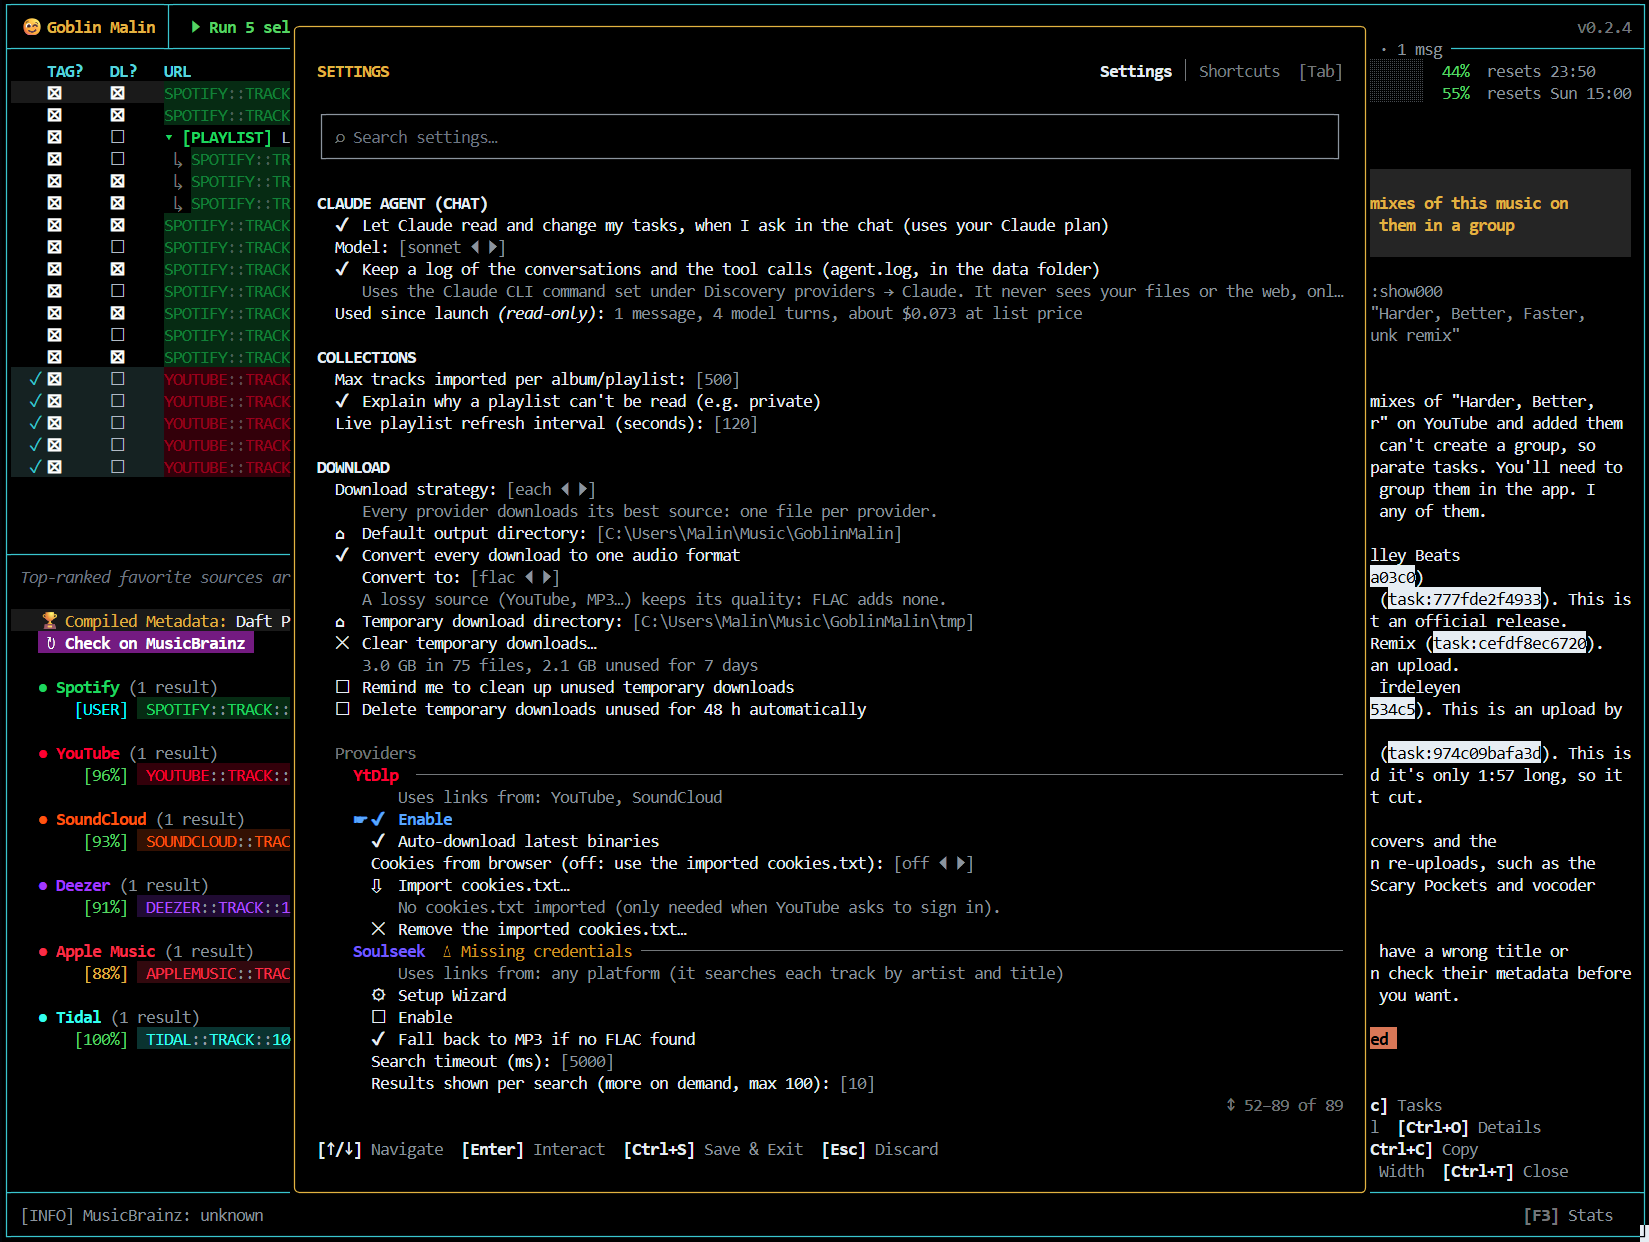 Goblin Malin
▶ Run 5 sel
v0.2.4
TAG? DL? URL
SPOTIFY::TRACK
SPOTIFY::TRACK
▾ [PLAYLIST] L
↳ SPOTIFY::TR
↳ SPOTIFY::TR
↳ SPOTIFY::TR
SPOTIFY::TRACK
SPOTIFY::TRACK
SPOTIFY::TRACK
SPOTIFY::TRACK
SPOTIFY::TRACK
SPOTIFY::TRACK
SPOTIFY::TRACK
✓ YOUTUBE::TRACK
✓ YOUTUBE::TRACK
✓ YOUTUBE::TRACK
✓ YOUTUBE::TRACK
✓ YOUTUBE::TRACK
Top-ranked favorite sources ar
🏆 Compiled Metadata: Daft P
↻ Check on MusicBrainz
● Spotify (1 result)
[USER] SPOTIFY::TRACK::
● YouTube (1 result)
[96%] YOUTUBE::TRACK::
● SoundCloud (1 result)
[93%] SOUNDCLOUD::TRAC
● Deezer (1 result)
[91%] DEEZER::TRACK::1
● Apple Music (1 result)
[88%] APPLEMUSIC::TRAC
● Tidal (1 result)
[100%] TIDAL::TRACK::10
SETTINGS
Settings | Shortcuts [Tab]
⌕ Search settings…
CLAUDE AGENT (CHAT)
✓ Let Claude read and change my tasks, when I ask in the chat (uses your Claude plan)
Model: [sonnet ◀ ▶]
✓ Keep a log of the conversations and the tool calls (agent.log, in the data folder)
Uses the Claude CLI command set under Discovery providers → Claude. It never sees your files or the web, onl…
Used since launch (read-only): 1 message, 4 model turns, about $0.073 at list price
COLLECTIONS
Max tracks imported per album/playlist: [500]
✓ Explain why a playlist can't be read (e.g. private)
Live playlist refresh interval (seconds): [120]
DOWNLOAD
Download strategy: [each ◀ ▶]
Every provider downloads its best source: one file per provider.
⌂ Default output directory: [C:\Users\Malin\Music\GoblinMalin]
✓ Convert every download to one audio format
Convert to: [flac ◀ ▶]
A lossy source (YouTube, MP3…) keeps its quality: FLAC adds none.
⌂ Temporary download directory: [C:\Users\Malin\Music\GoblinMalin\tmp]
✕ Clear temporary downloads…
3.0 GB in 75 files, 2.1 GB unused for 7 days
☐ Remind me to clean up unused temporary downloads
☐ Delete temporary downloads unused for 48 h automatically
Providers
YtDlp
Uses links from: YouTube, SoundCloud
☛ ✓ Enable
✓ Auto-download latest binaries
Cookies from browser (off: use the imported cookies.txt): [off ◀ ▶]
⇩ Import cookies.txt…
No cookies.txt imported (only needed when YouTube asks to sign in).
✕ Remove the imported cookies.txt…
Soulseek ⚠ Missing credentials
Uses links from: any platform (it searches each track by artist and title)
⚙ Setup Wizard
☐ Enable
✓ Fall back to MP3 if no FLAC found
Search timeout (ms): [5000]
Results shown per search (more on demand, max 100): [10]
↕ 52–89 of 89
[↑/↓] Navigate [Enter] Interact [Ctrl+S] Save & Exit [Esc] Discard
· 1 msg
44% resets 23:50
55% resets Sun 15:00
mixes of this music on
them in a group
:show000
"Harder, Better, Faster,
unk remix"
mixes of "Harder, Better,
r" on YouTube and added them
can't create a group, so
parate tasks. You'll need to
group them in the app. I
any of them.
lley Beats
a03c0)
(task:777fde2f4933). This is
t an official release.
Remix (task:cefdf8ec6720).
an upload.
İrdeleyen
534c5). This is an upload by
(task:974c09bafa3d). This is
d it's only 1:57 long, so it
t cut.
covers and the
n re-uploads, such as the
Scary Pockets and vocoder
have a wrong title or
n check their metadata before
you want.
ed
c] Tasks
l [Ctrl+O] Details
Ctrl+C] Copy
Width [Ctrl+T] Close
[INFO] MusicBrainz: unknown
[F3] Stats